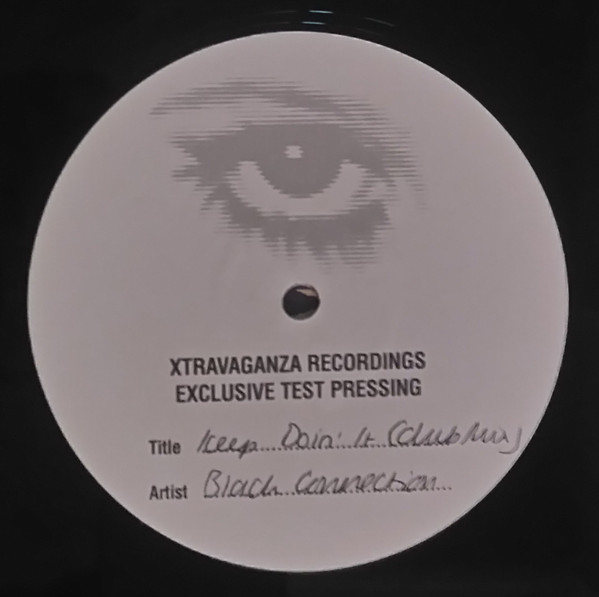 XTRAVAGANZA RECORDINGS
EXCLUSIVE TEST PRESSING
Title Keep....Doin' It (Club Mix)
Artist Black Connection